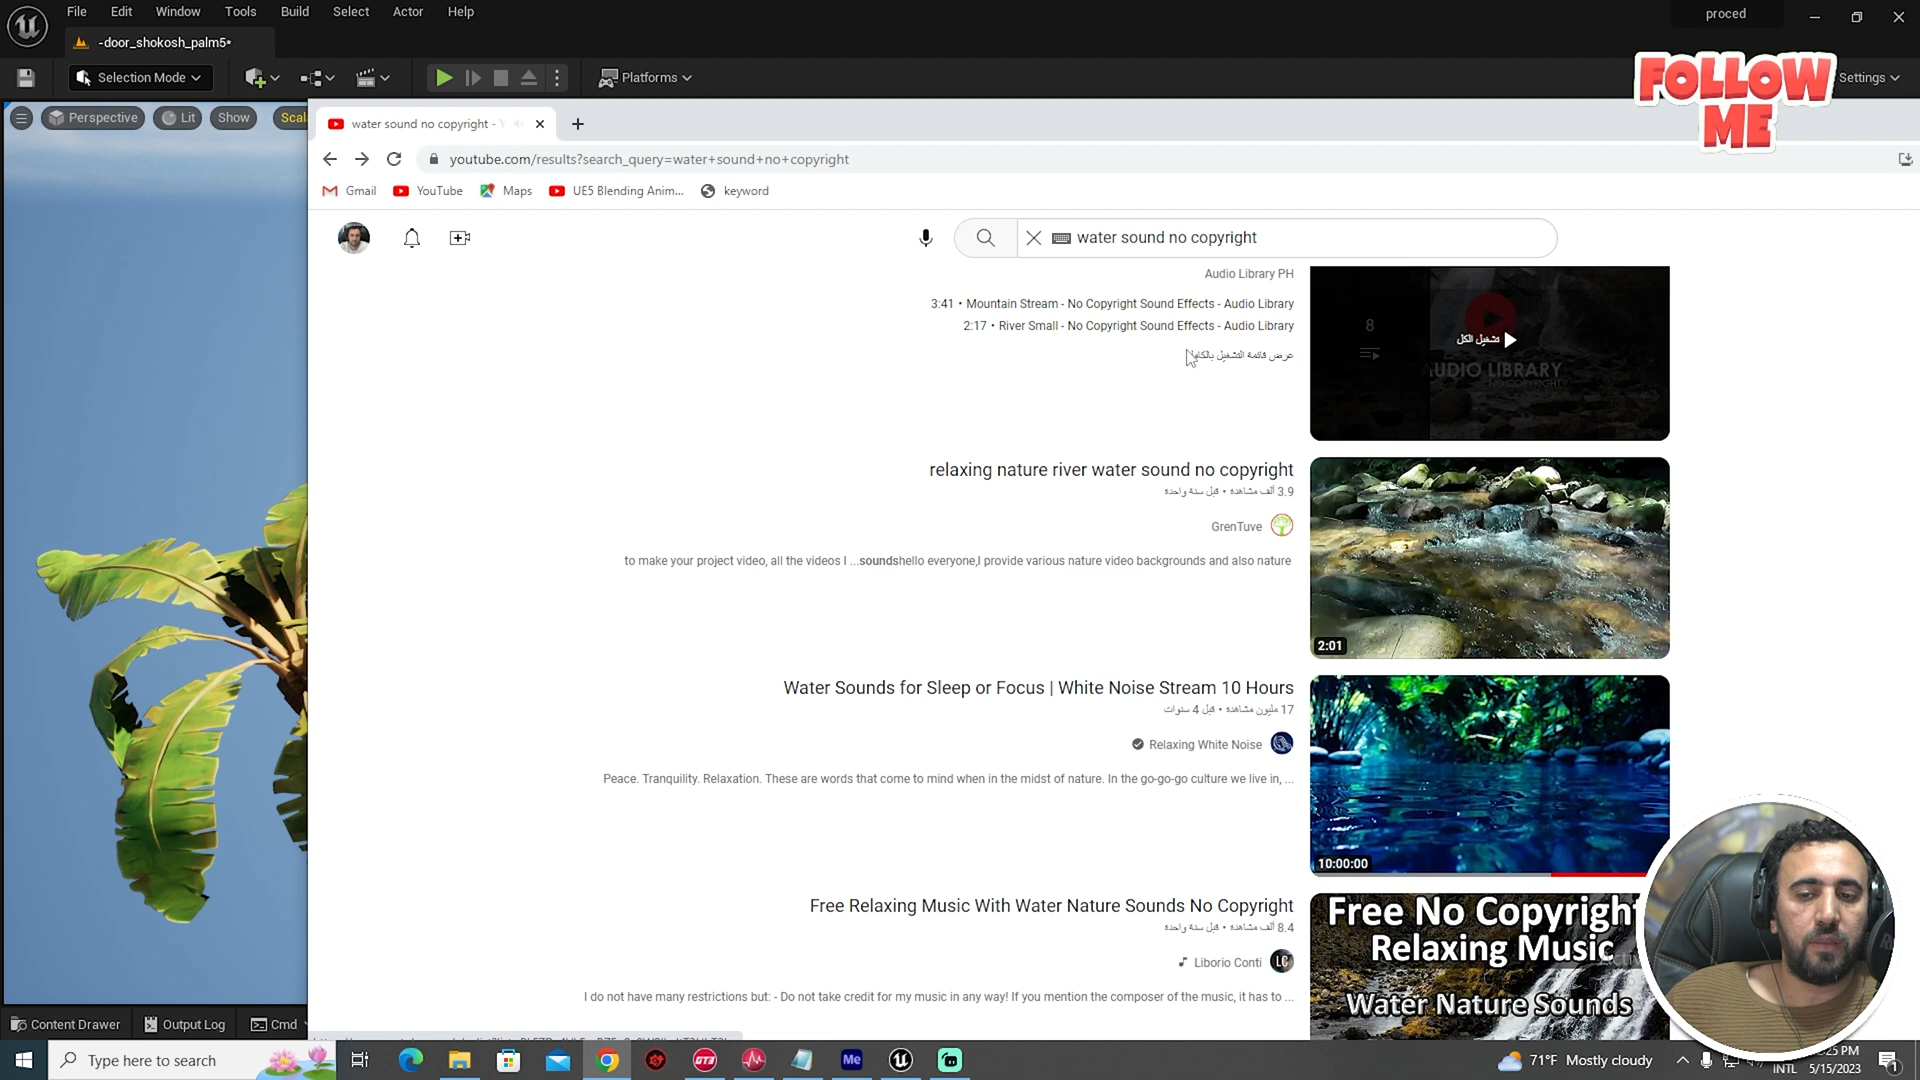 File Edit Window Tools Build Select Actor Help
proced
-door_shokosh_palm5*
Selection Mode
Platforms
Settings
FOLLOW
ME
Perspective
Lit
Show
Scal
water sound no copyright -
youtube.com/results?search_query=water+sound+no+copyright
Gmail
YouTube
Maps
UE5 Blending Anim...
keyword
water sound no copyright
Audio Library PH
3:41 • Mountain Stream - No Copyright Sound Effects - Audio Library
2:17 • River Small - No Copyright Sound Effects - Audio Library
عرض قائمة التشغيل بالكامل
8
تشغيل الكل
AUDIO LIBRARY
NO COPYRIGHT
relaxing nature river water sound no copyright
3.9 ألف مشاهدة • قبل سنة واحدة
GrenTuve
to make your project video, all the videos I ...soundshello everyone,I provide various nature video backgrounds and also nature
2:01
Water Sounds for Sleep or Focus | White Noise Stream 10 Hours
17 مليون مشاهدة • قبل 4 سنوات
Relaxing White Noise
Peace. Tranquility. Relaxation. These are words that come to mind when in the midst of nature. In the go-go-go culture we live in, ...
10:00:00
Free Relaxing Music With Water Nature Sounds No Copyright
8.4 ألف مشاهدة • قبل سنة واحدة
Liborio Conti
LC
I do not have many restrictions but: - Do not take credit for my music in any way! If you mention the composer of the music, it has to ...
Free No Copyright
Relaxing Music
Water Nature Sounds
Content Drawer
Output Log
Cmd
Type here to search
GT3
Me
71°F Mostly cloudy
:25 PM
INTL
5/15/2023
1